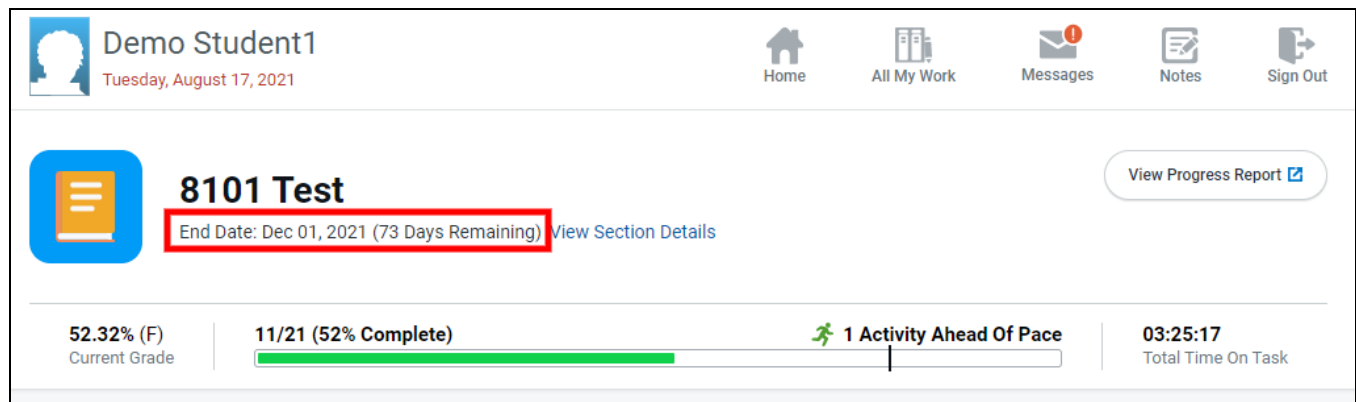 Demo Student1
Tuesday, August 17, 2021
Home
All My Work
Messages
Notes
Sign Out
8101 Test
End Date: Dec 01, 2021 (73 Days Remaining) View Section Details
View Progress Report
52.32% (F)
Current Grade
11/21 (52% Complete)
1 Activity Ahead Of Pace
03:25:17
Total Time On Task